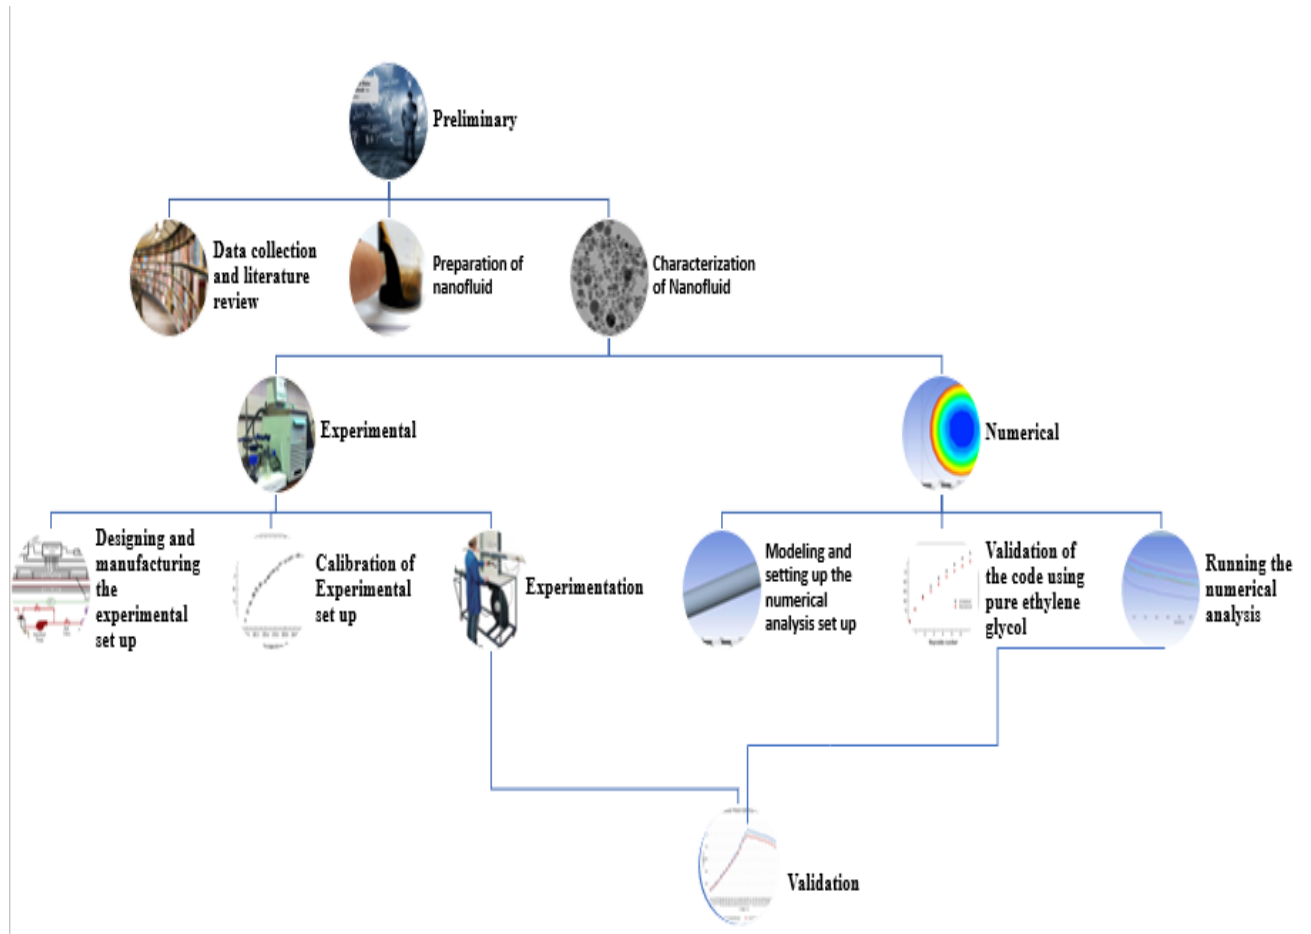 Preliminary
Data collection
and literature
review
Preparation of
nanofluid
Characterization
of Nanofluid
Experimental
Numerical
Designing and
manufacturing
the
experimental
set up
Calibration of
Experimental
set up
Experimentation
Modeling and
setting up the
numerical
analysis set up
Validation of
the code using
pure ethylene
glycol
Running the
numerical
analysis
Validation